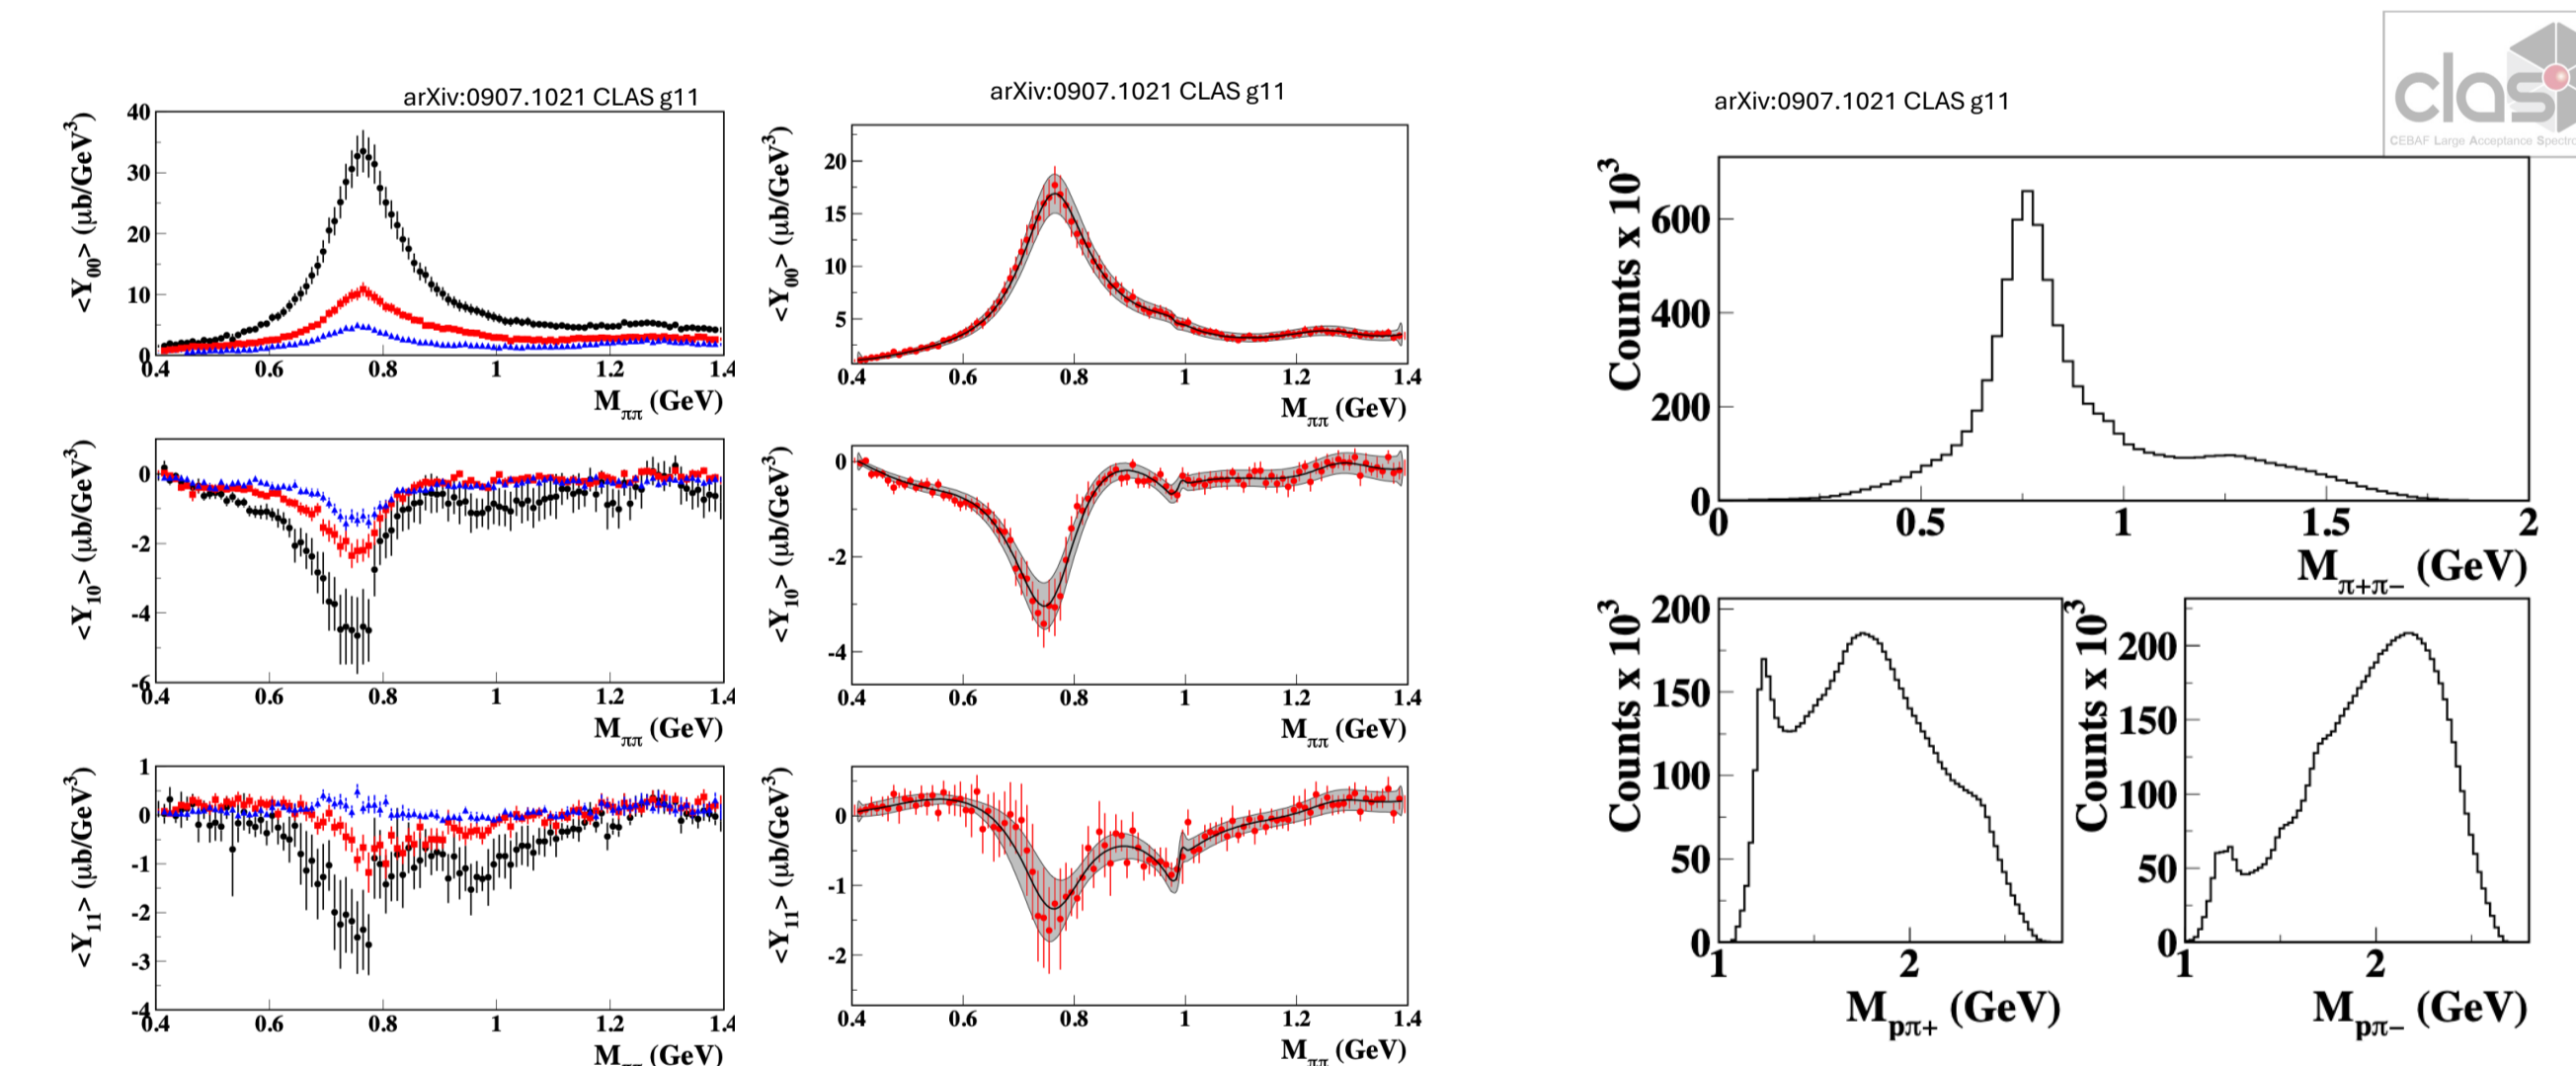 arXiv:0907.1021 CLAS g11
<Y00> (μb/GeV³)
40
30
20
10
0
0.4 0.6 0.8 1 1.2 1.4
Mππ (GeV)
<Y10> (μb/GeV³)
0
-2
-4
-6
0.4 0.6 0.8 1 1.2 1.4
Mππ (GeV)
<Y11> (μb/GeV³)
1
0
-1
-2
-3
-4
0.4 0.6 0.8 1 1.2 1.4
Mππ (GeV)
arXiv:0907.1021 CLAS g11
<Y00> (μb/GeV³)
20
15
10
5
0.4 0.6 0.8 1 1.2 1.4
Mππ (GeV)
<Y10> (μb/GeV³)
0
-2
-4
0.4 0.6 0.8 1 1.2 1.4
Mππ (GeV)
<Y11> (μb/GeV³)
0
-1
-2
0.4 0.6 0.8 1 1.2 1.4
Mππ (GeV)
arXiv:0907.1021 CLAS g11
clas
CEBAF Large Acceptance Spectro
Counts x 10³
600
400
200
0
0 0.5 1 1.5 2
Mπ+π− (GeV)
Counts x 10³
200
150
100
50
0
1 2
Mpπ+ (GeV)
Counts x 10³
200
150
100
50
0
1 2
Mpπ− (GeV)